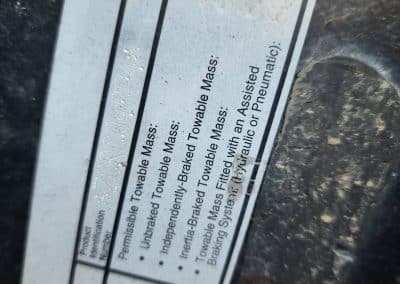 Product
Identification
Number
Permissible Towable Mass:
• Unbraked Towable Mass:
• Independently-Braked Towable Mass:
• Inertia-Braked Towable Mass:
• Towable Mass Fitted with an Assisted
Braking System (Hydraulic or Pneumatic):